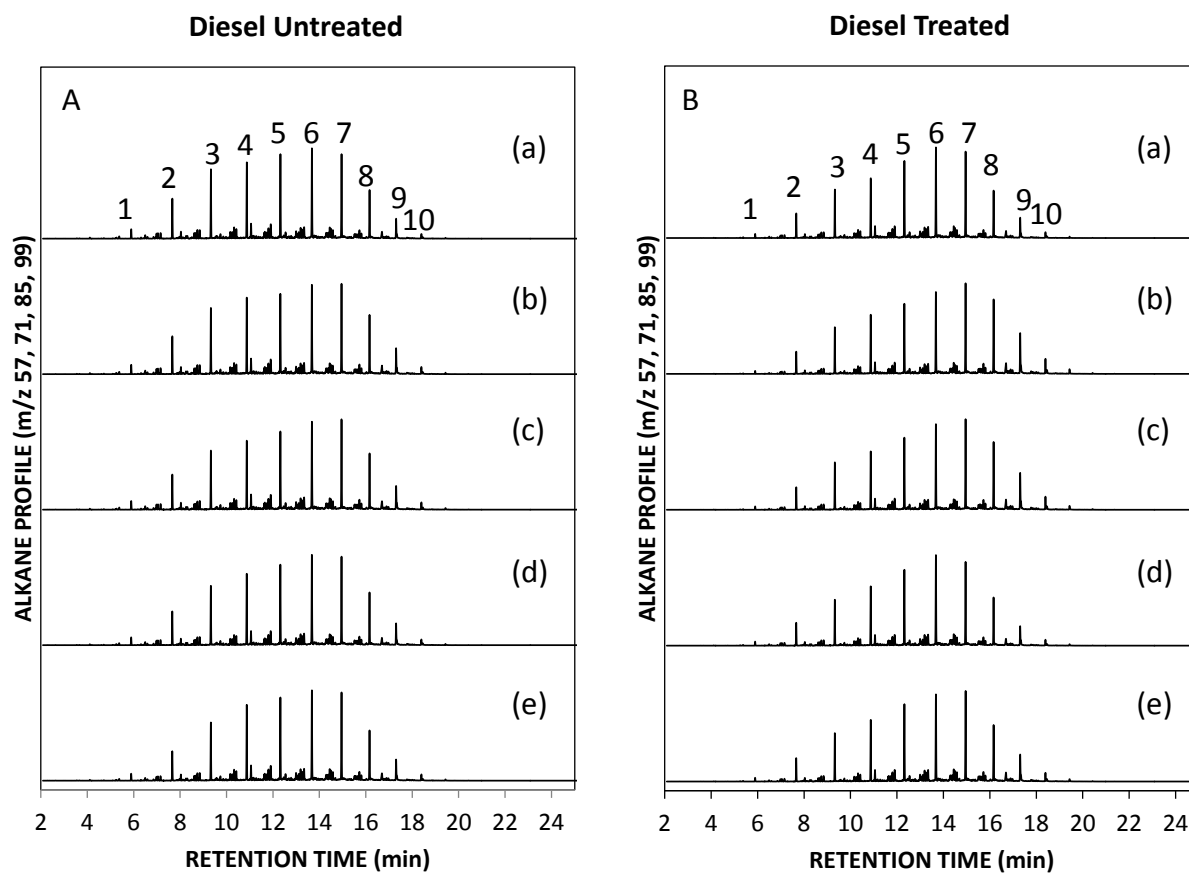 Diesel Untreated
A
1 2 3 4 5 6 7 8 9 10
(a)
(b)
(c)
(d)
(e)
ALKANE PROFILE (m/z 57, 71, 85, 99)
2 4 6 8 10 12 14 16 18 20 22 24
RETENTION TIME (min)
Diesel Treated
B
1 2 3 4 5 6 7 8 9 10
(a)
(b)
(c)
(d)
(e)
ALKANE PROFILE (m/z 57, 71, 85, 99)
2 4 6 8 10 12 14 16 18 20 22 24
RETENTION TIME (min)